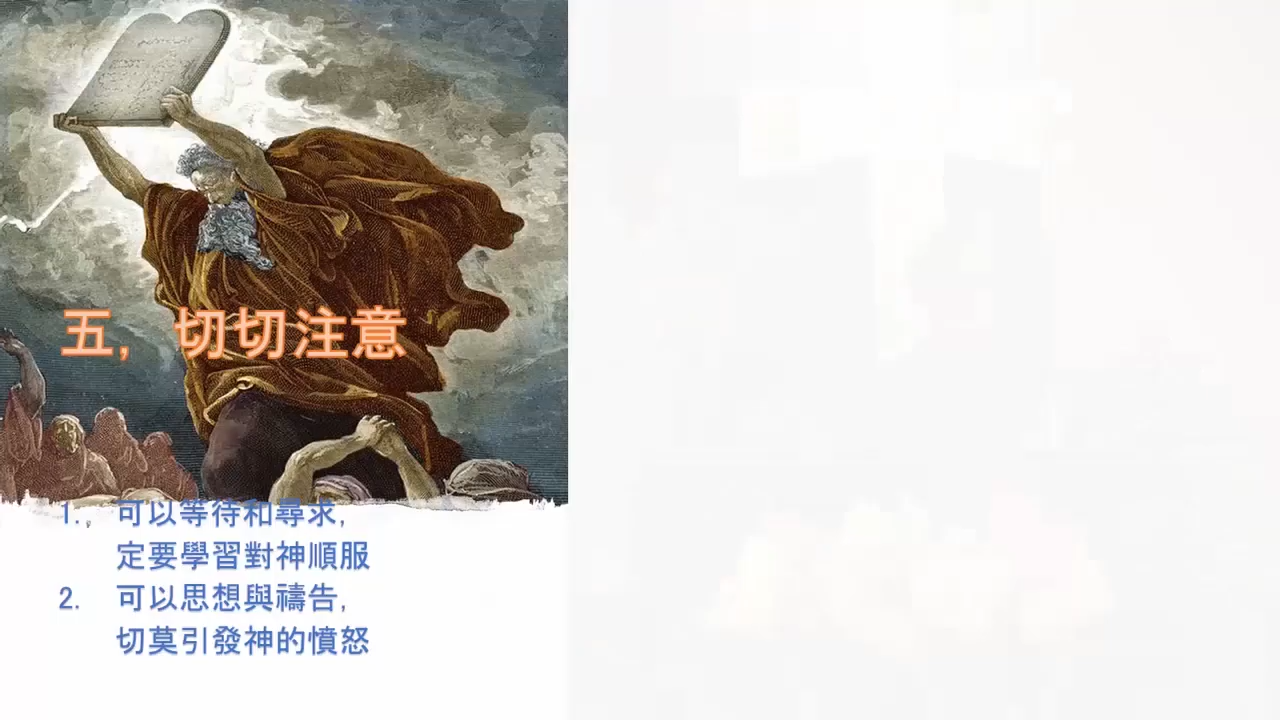 五, 切切注意
1., 可以等待和尋求,
定要學習對神順服
2. 可以思想與禱告,
切莫引發神的憤怒